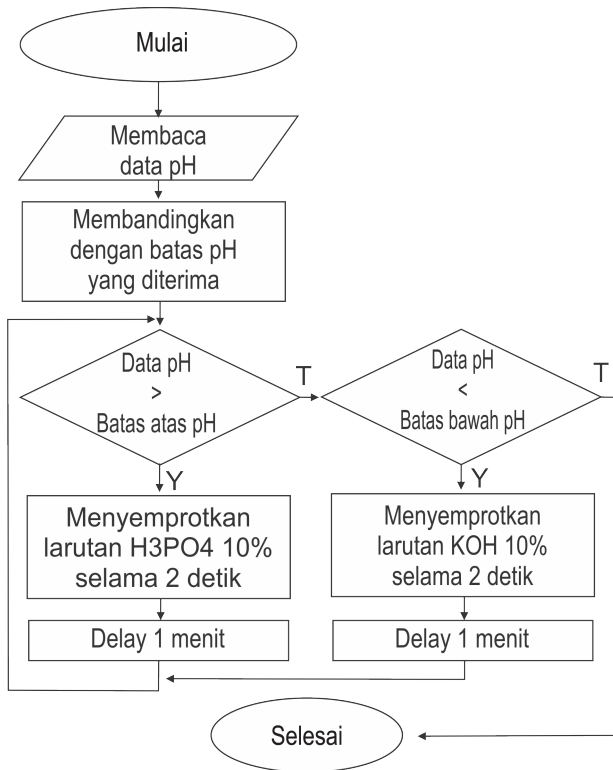 Mulai
Membaca
data pH
Membandingkan
dengan batas pH
yang diterima
Data pH
>
Batas atas pH
T
Data pH
<
Batas bawah pH
T
Y
Menyemprotkan
larutan H3PO4 10%
selama 2 detik
Y
Menyemprotkan
larutan KOH 10%
selama 2 detik
Delay 1 menit
Delay 1 menit
Selesai